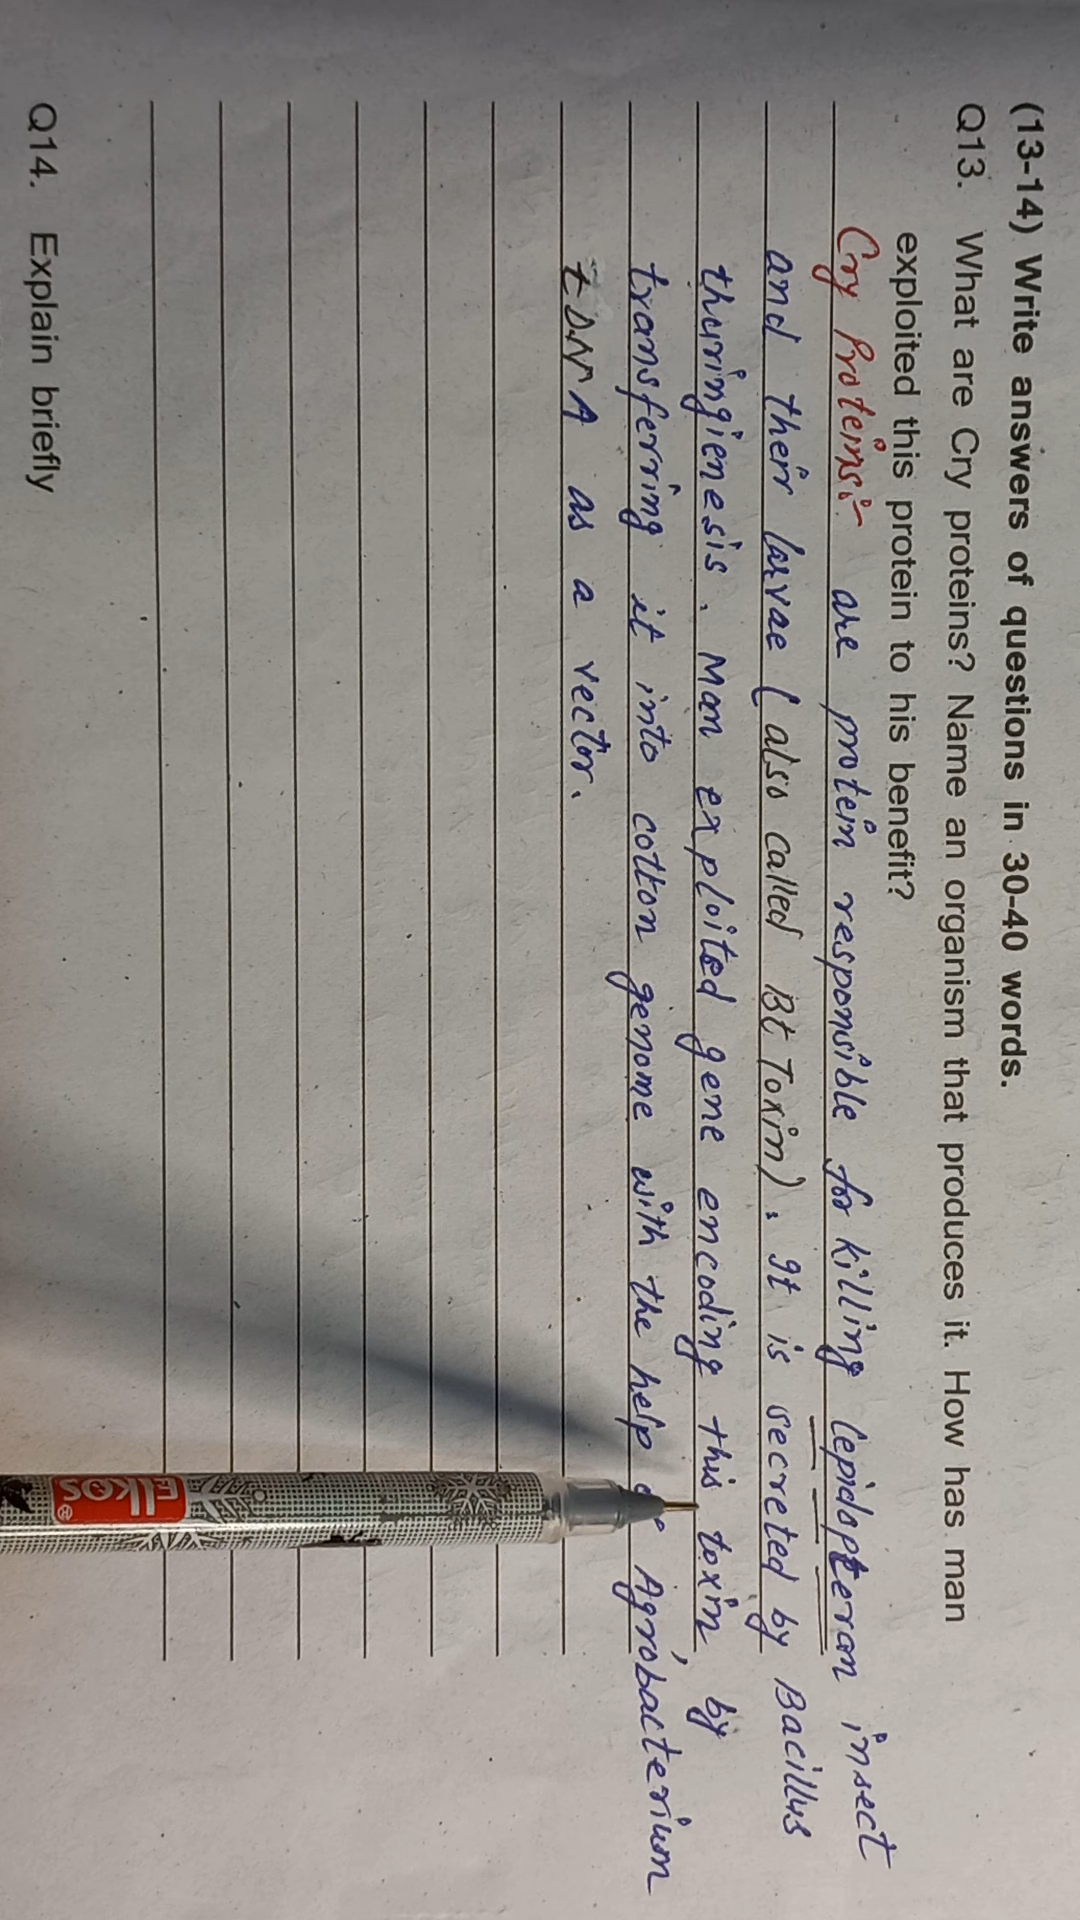 (13-14) Write answers of questions in 30-40 words.
Q13. What are Cry proteins? Name an organism that produces it. How has man
exploited this protein to his benefit?
Cry Proteins:- are protein responsible for killing lepidopteran insect
and their larvae (also called Bt Toxin). It is secreted by Bacillus
thuringienesis. Man exploited gene encoding this toxin, by
transferring it into cotton genome with the help Agrobacterium
tDNA as a vector.
Q14. Explain briefly
Elkos